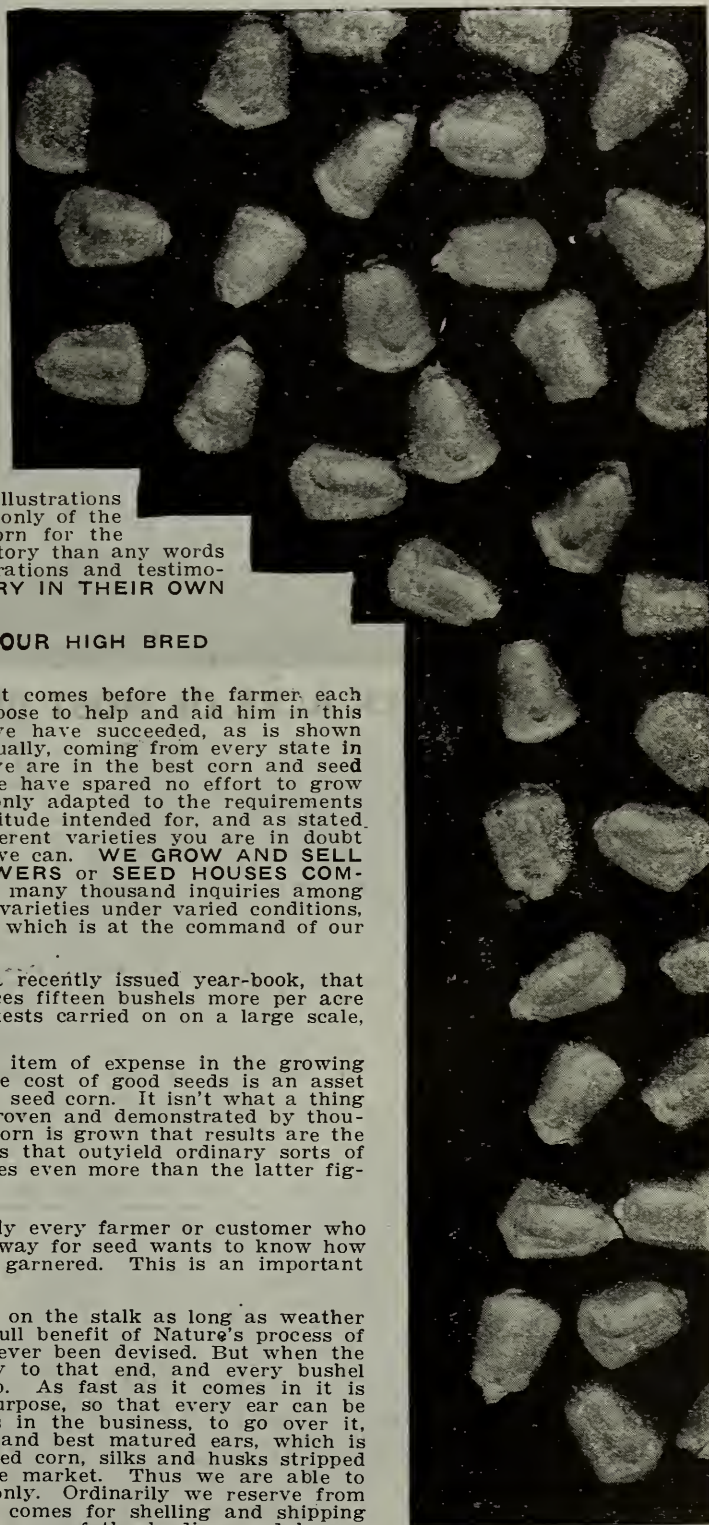 llustrations
only of the
orn for the
tory than any words
rations and testimo-
RY IN THEIR OWN
OUR HIGH BRED
t comes before the farmer each
pose to help and aid him in this
ve have succeeded, as is shown
ually, coming from every state in
ve are in the best corn and seed
e have spared no effort to grow
only adapted to the requirements
itude intended for, and as stated
erent varieties you are in doubt
ve can. WE GROW AND SELL
WERS or SEED HOUSES COM-
many thousand inquiries among
varieties under varied conditions,
which is at the command of our
recently issued year-book, that
es fifteen bushels more per acre
tests carried on on a large scale,
item of expense in the growing
e cost of good seeds is an asset
seed corn. It isn't what a thing
roven and demonstrated by thou-
orn is grown that results are the
s that outyield ordinary sorts of
es even more than the latter fig-
ly every farmer or customer who
way for seed wants to know how
garnered. This is an important
on the stalk as long as weather
ull benefit of Nature's process of
ever been devised. But when the
y to that end, and every bushel
o. As fast as it comes in it is
urpose, so that every ear can be
s in the business, to go over it,
and best matured ears, which is
ed corn, silks and husks stripped
e market. Thus we are able to
only. Ordinarily we reserve from
comes for shelling and shipping